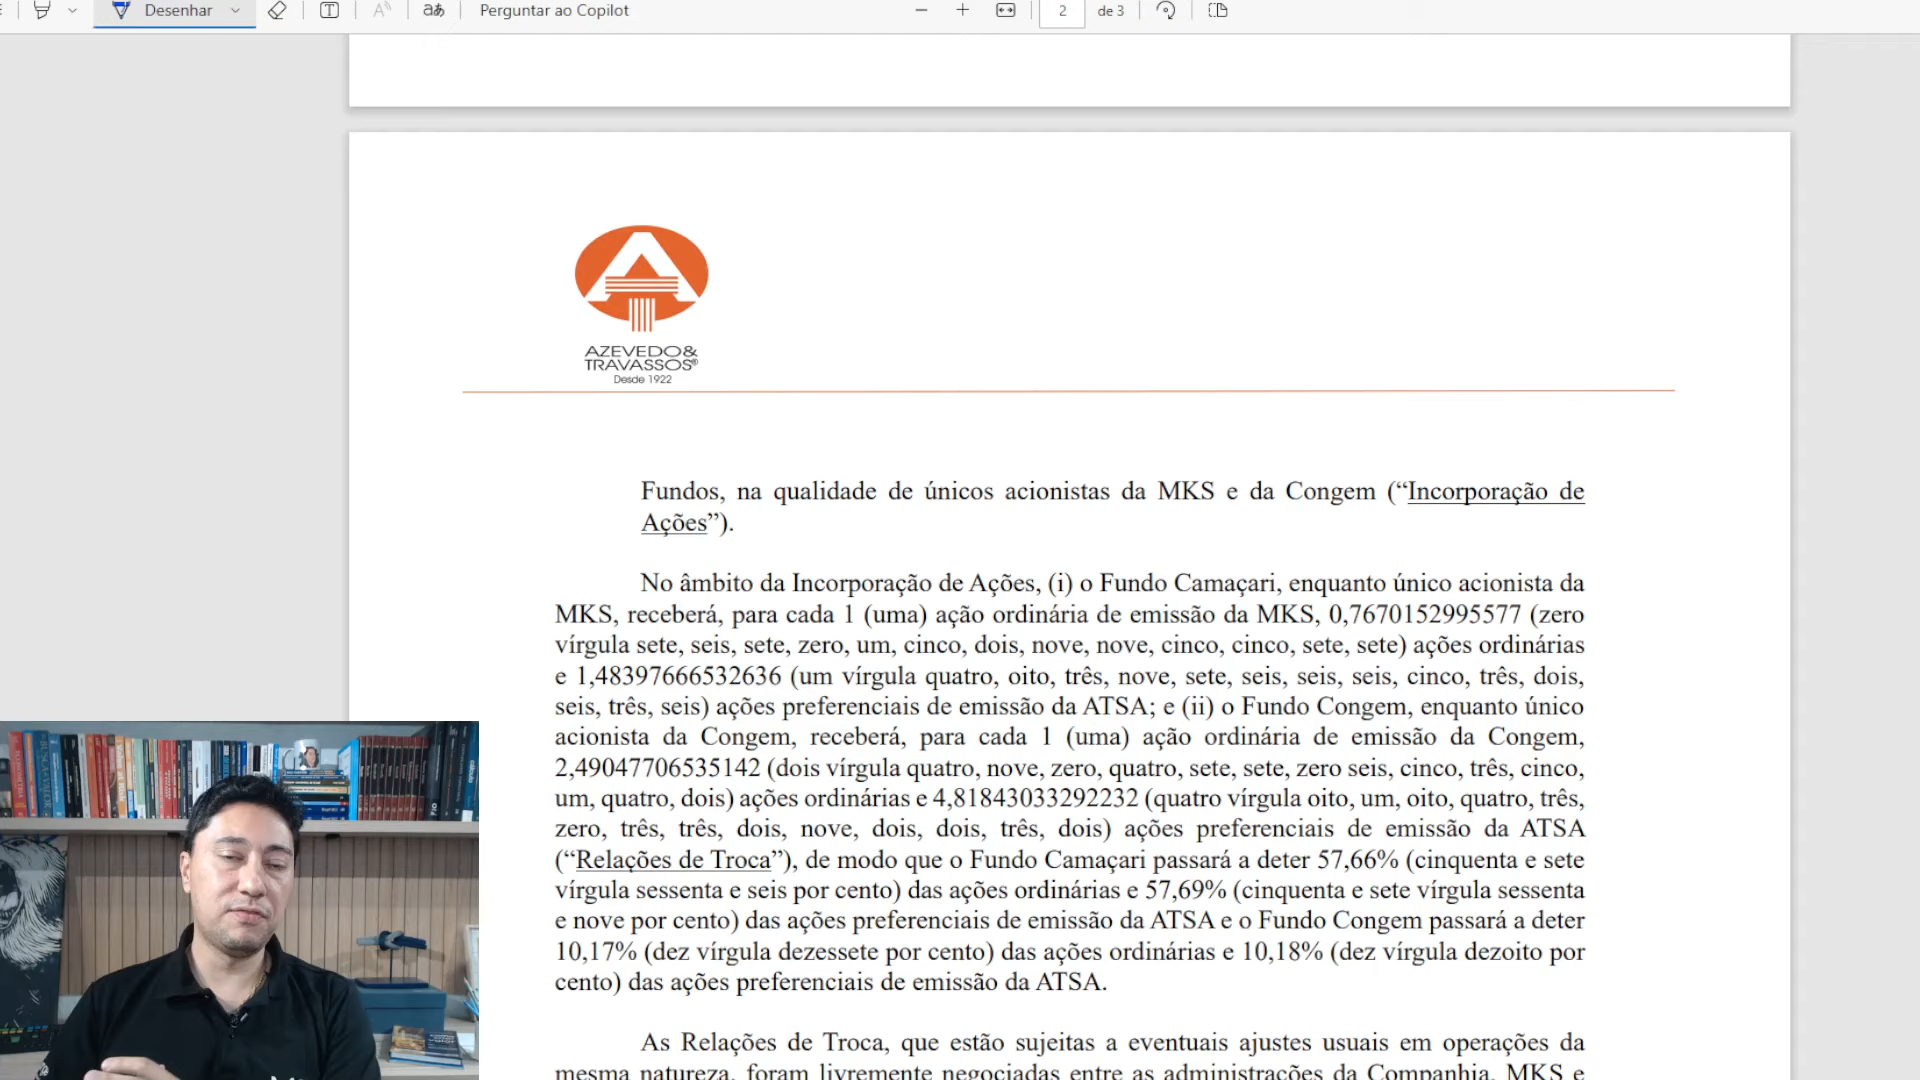 Desenhar
Perguntar ao Copilot
2 de 3
AZEVEDO&
TRAVASSOS®
Desde 1922
Fundos, na qualidade de únicos acionistas da MKS e da Congem (“Incorporação de
Ações”).
No âmbito da Incorporação de Ações, (i) o Fundo Camaçari, enquanto único acionista da
MKS, receberá, para cada 1 (uma) ação ordinária de emissão da MKS, 0,7670152995577 (zero
vírgula sete, seis, sete, zero, um, cinco, dois, nove, nove, cinco, cinco, sete, sete) ações ordinárias
e 1,48397666532636 (um vírgula quatro, oito, três, nove, sete, seis, seis, seis, cinco, três, dois,
seis, três, seis) ações preferenciais de emissão da ATSA; e (ii) o Fundo Congem, enquanto único
acionista da Congem, receberá, para cada 1 (uma) ação ordinária de emissão da Congem,
2,49047706535142 (dois vírgula quatro, nove, zero, quatro, sete, sete, zero seis, cinco, três, cinco,
um, quatro, dois) ações ordinárias e 4,81843033292232 (quatro vírgula oito, um, oito, quatro, três,
zero, três, três, dois, nove, dois, dois, três, dois) ações preferenciais de emissão da ATSA
(“Relações de Troca”), de modo que o Fundo Camaçari passará a deter 57,66% (cinquenta e sete
vírgula sessenta e seis por cento) das ações ordinárias e 57,69% (cinquenta e sete vírgula sessenta
e nove por cento) das ações preferenciais de emissão da ATSA e o Fundo Congem passará a deter
10,17% (dez vírgula dezessete por cento) das ações ordinárias e 10,18% (dez vírgula dezoito por
cento) das ações preferenciais de emissão da ATSA.
As Relações de Troca, que estão sujeitas a eventuais ajustes usuais em operações da
mesma natureza, foram livremente negociadas entre as administrações da Companhia, MKS e